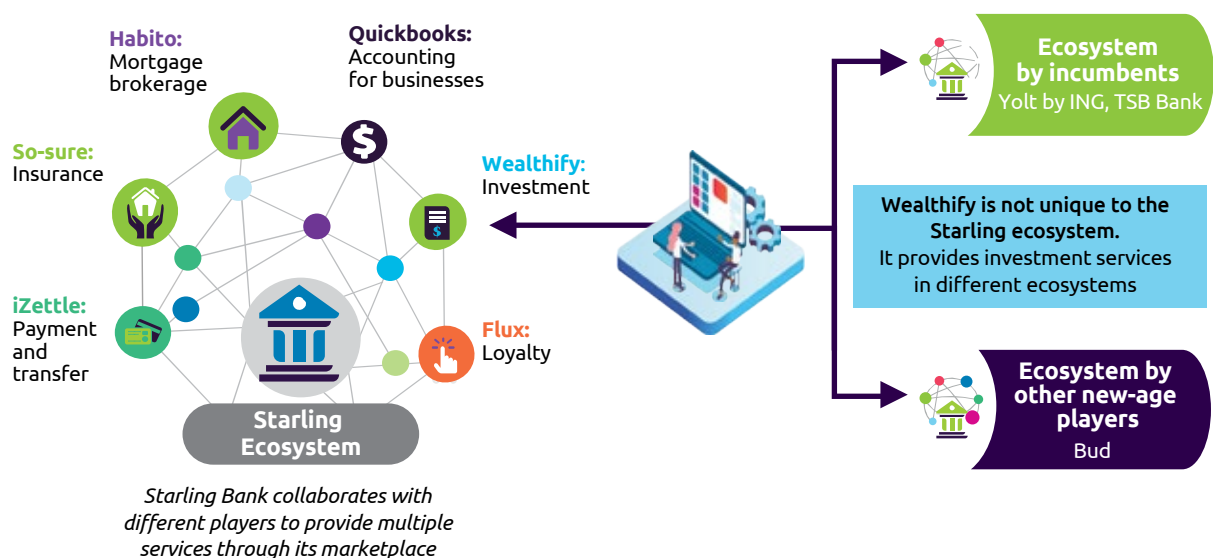 Habito:
Mortgage
brokerage
Quickbooks:
Accounting
for businesses
So-sure:
Insurance
Wealthify:
Investment
iZettle:
Payment
and
transfer
Flux:
Loyalty
Starling
Ecosystem
Starling Bank collaborates with
different players to provide multiple
services through its marketplace
Ecosystem
by incumbents
Yolt by ING, TSB Bank
Wealthify is not unique to the
Starling ecosystem.
It provides investment services
in different ecosystems
Ecosystem by
other new-age
players
Bud